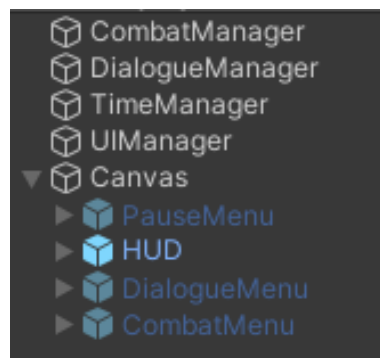 CombatManager
DialogueManager
TimeManager
UIManager
Canvas
PauseMenu
HUD
DialogueMenu
CombatMenu